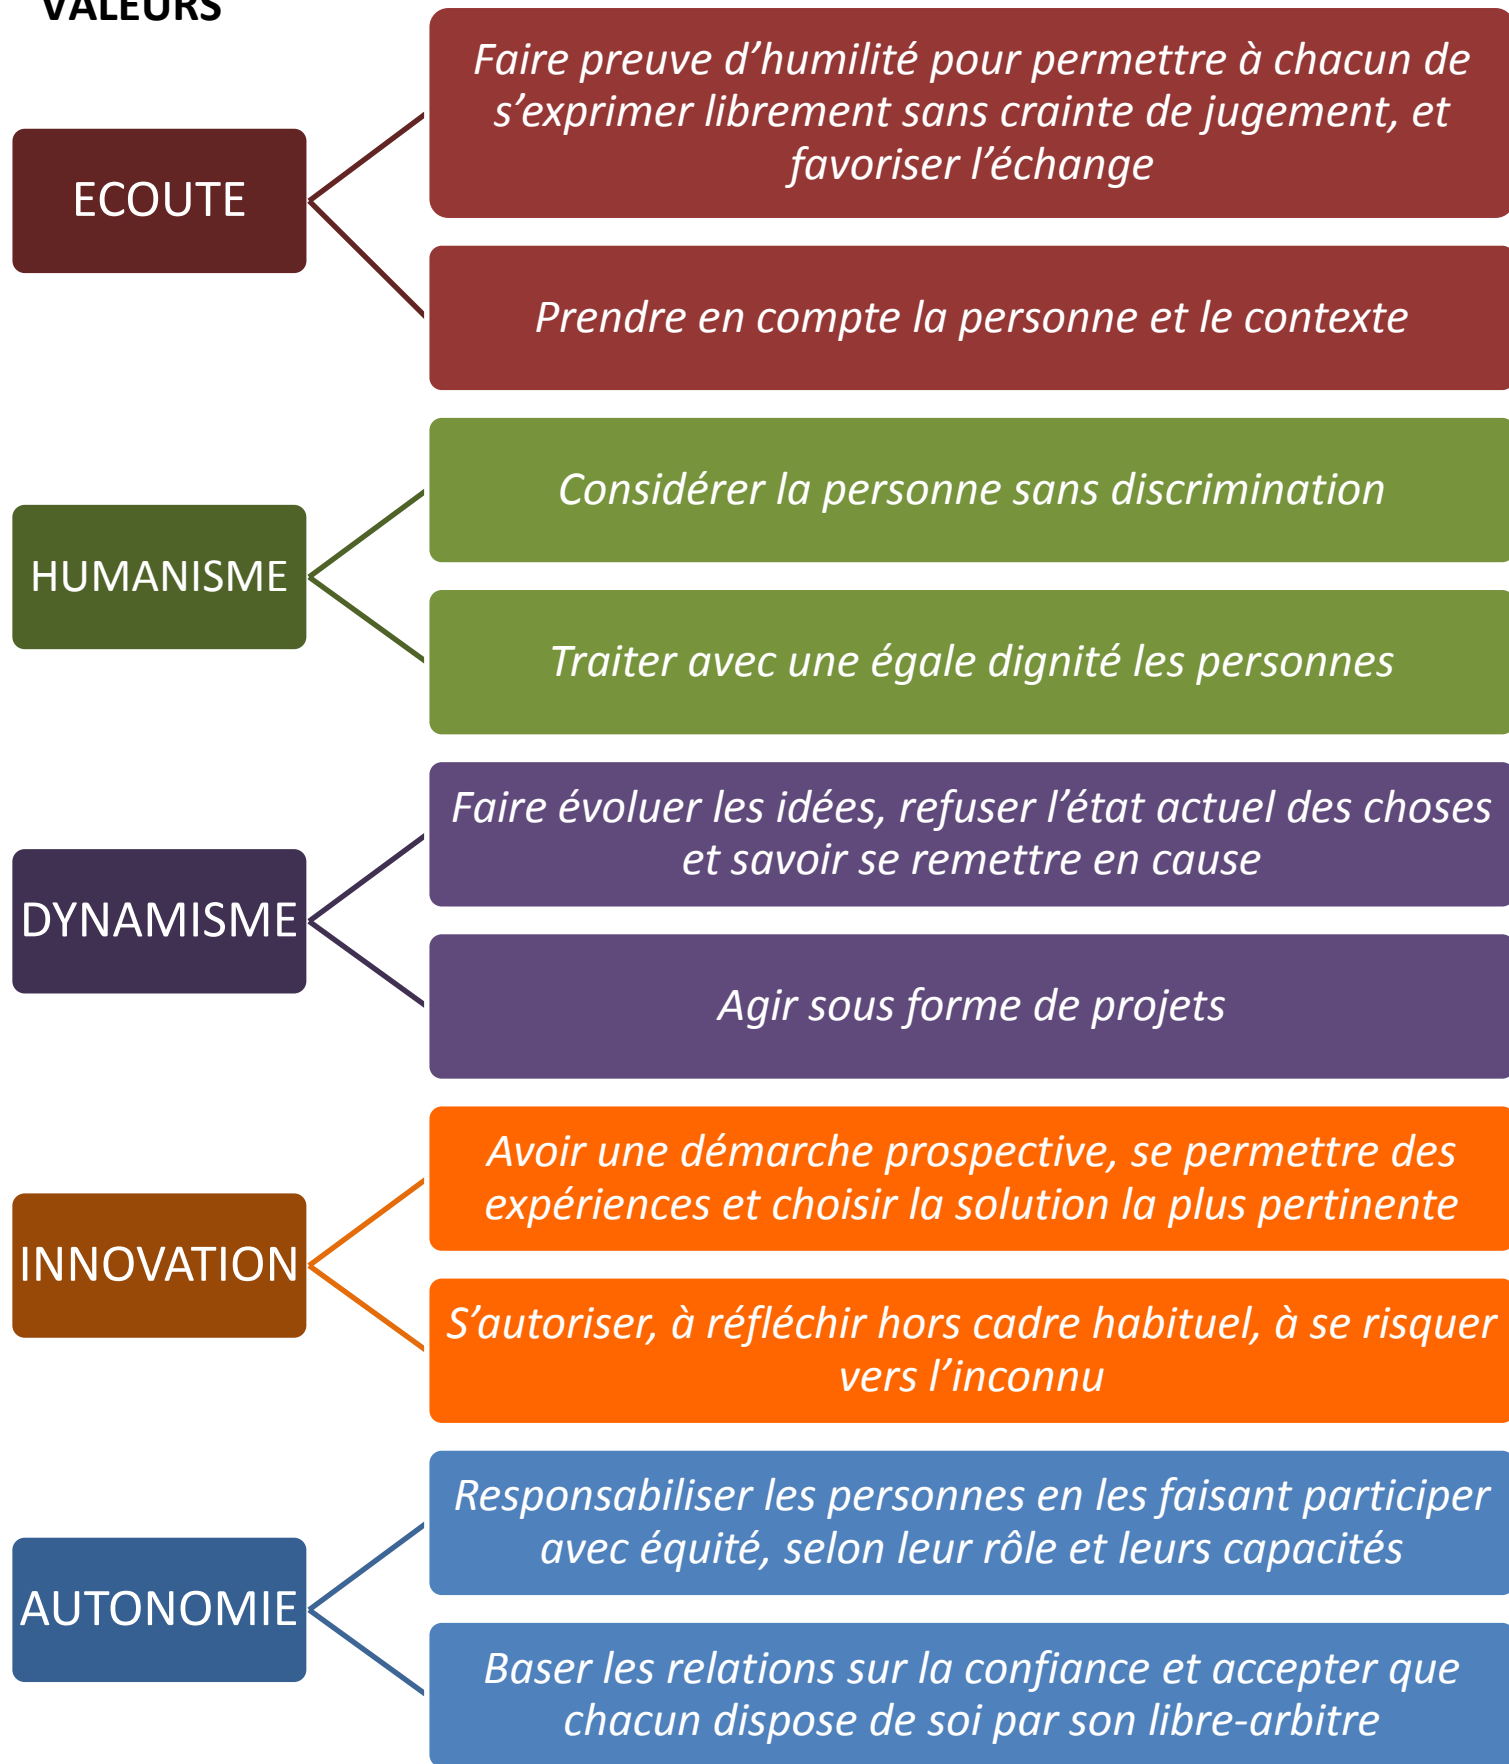 VALEURS
ECOUTE
Faire preuve d’humilité pour permettre à chacun de
s’exprimer librement sans crainte de jugement, et
favoriser l’échange
Prendre en compte la personne et le contexte
HUMANISME
Considérer la personne sans discrimination
Traiter avec une égale dignité les personnes
DYNAMISME
Faire évoluer les idées, refuser l’état actuel des choses
et savoir se remettre en cause
Agir sous forme de projets
INNOVATION
Avoir une démarche prospective, se permettre des
expériences et choisir la solution la plus pertinente
S’autoriser, à réfléchir hors cadre habituel, à se risquer
vers l’inconnu
AUTONOMIE
Responsabiliser les personnes en les faisant participer
avec équité, selon leur rôle et leurs capacités
Baser les relations sur la confiance et accepter que
chacun dispose de soi par son libre-arbitre